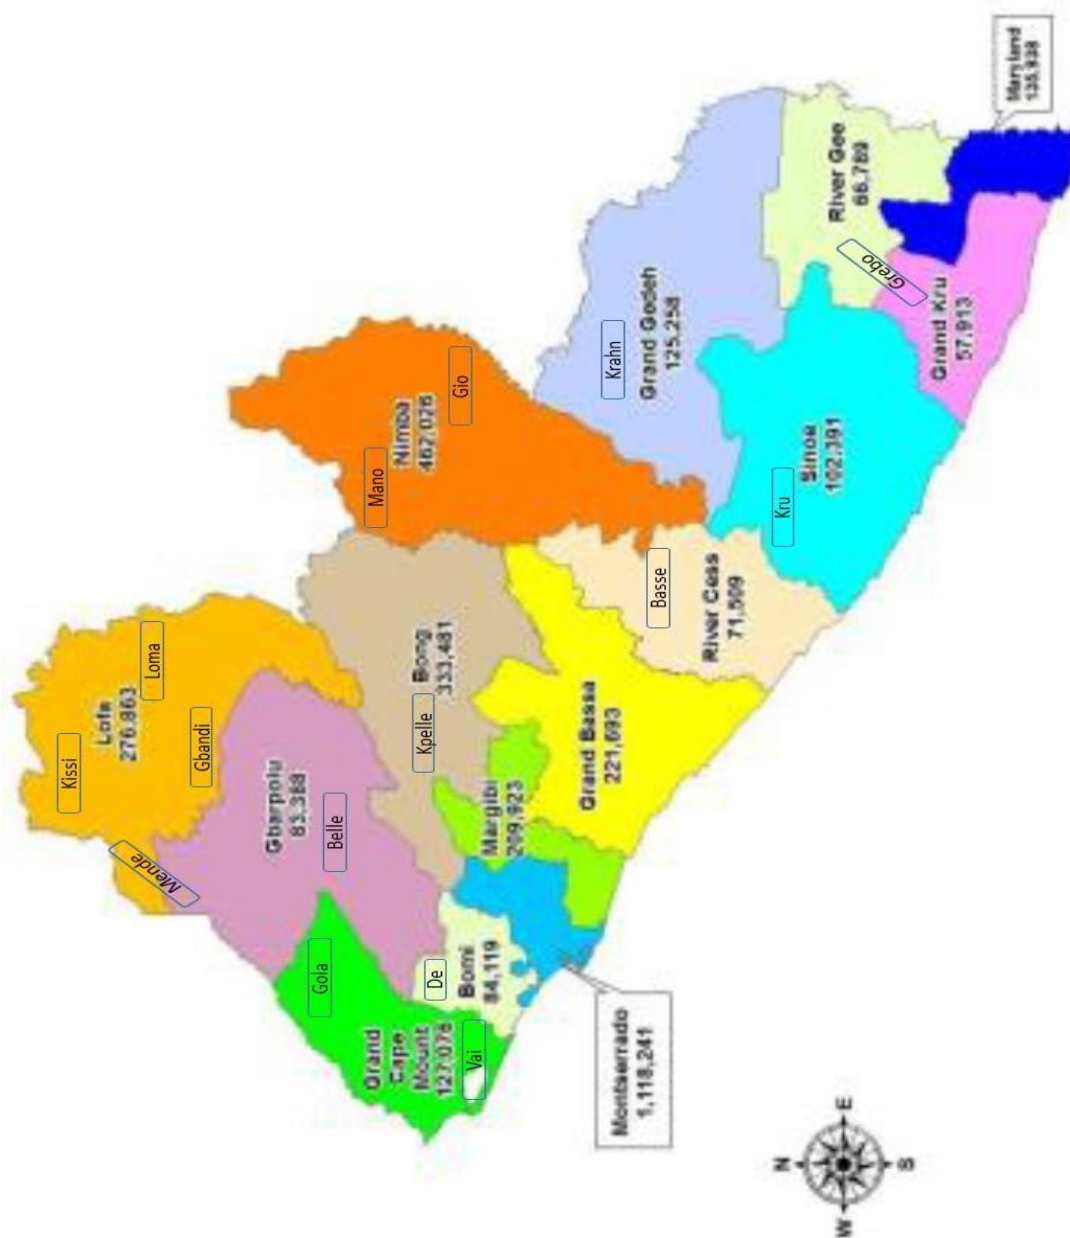 Kissi
Lofa
276,863
Loma
Gbandi
Mende
Gbarpolu
83,388
Belle
Gola
Grand
Cape
Mount
127,076
Vai
De
Bomi
84,119
Montserrado
1,118,241
Margibi
209,923
Bong
333,481
Kpelle
Mano
Nimba
462,026
Gio
Grand Bassa
221,693
Basse
River Cess
71,509
Krahn
Grand Gedeh
125,258
Kru
Sinoe
102,391
River Gee
66,789
Grebo
Grand Kru
57,913
Maryland
135,938
N
E
S
W